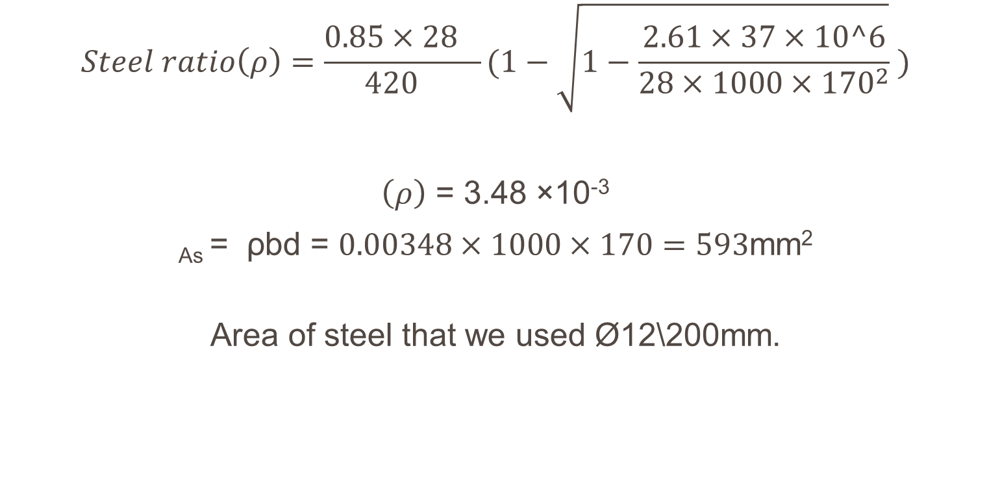 Steel ratio(ρ) = 0.85 × 28 / 420 (1 − √1 − 2.61 × 37 × 10^6 / 28 × 1000 × 170² )
(ρ) = 3.48 ×10⁻³
As = ρbd = 0.00348 × 1000 × 170 = 593mm²
Area of steel that we used Ø12\200mm.